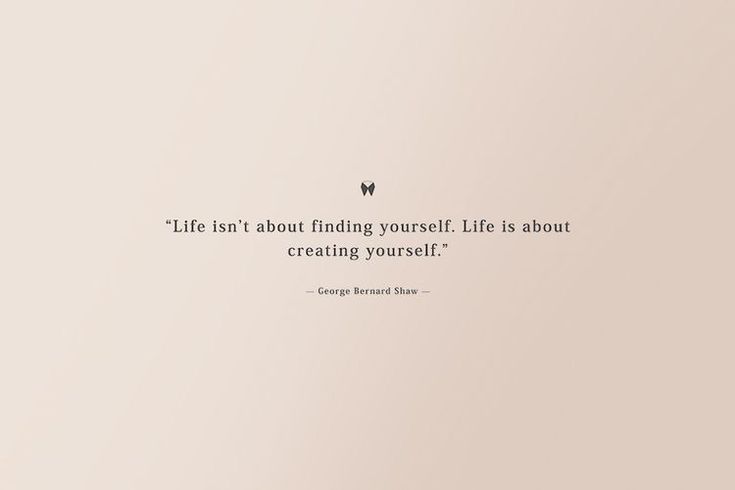 “Life isn’t about finding yourself. Life is about
creating yourself.”
— George Bernard Shaw —